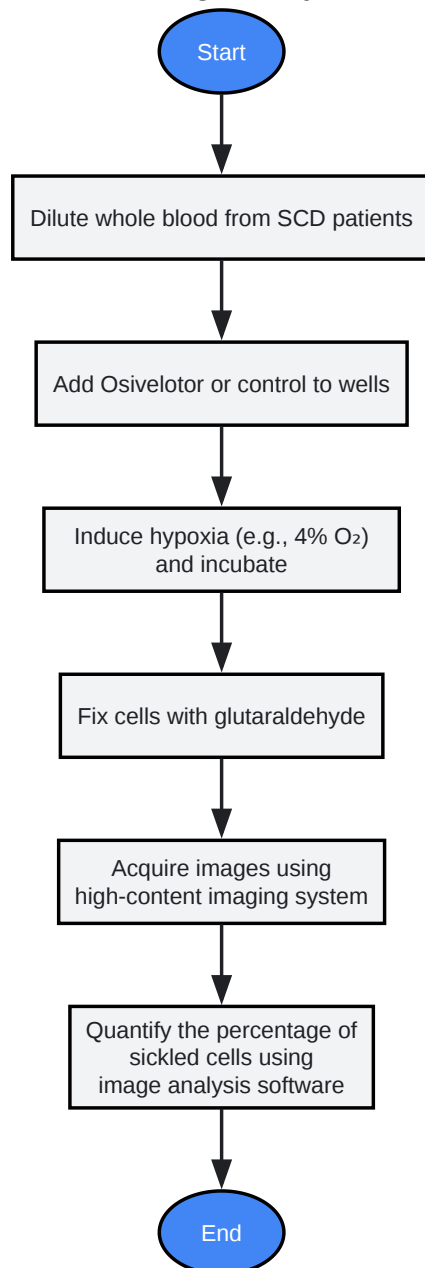 Start
Dilute whole blood from SCD patients
Add Osivelotor or control to wells
Induce hypoxia (e.g., 4% O₂)
and incubate
Fix cells with glutaraldehyde
Acquire images using
high-content imaging system
Quantify the percentage of
sickled cells using
image analysis software
End